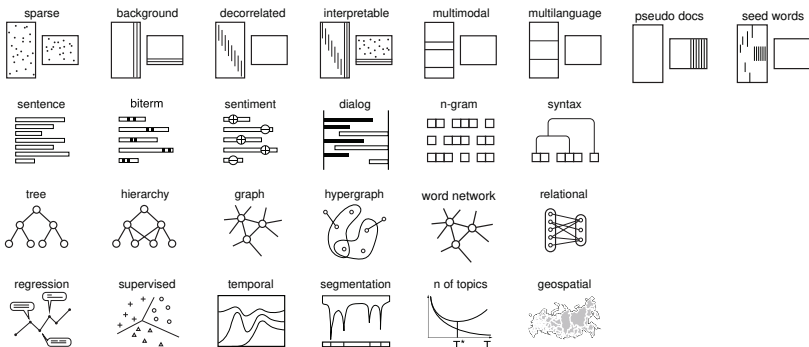 sparse background decorrelated interpretable multimodal multilanguage pseudo docs seed words
sentence biterm sentiment dialog n-gram syntax
tree hierarchy graph hypergraph word network relational
regression supervised temporal segmentation n of topics geospatial
T* T